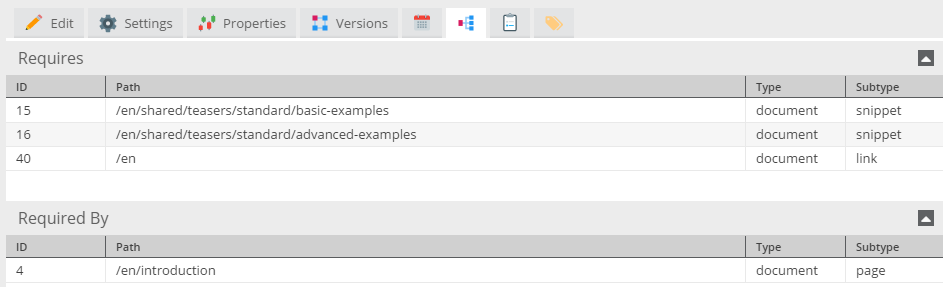 Edit Settings Properties Versions
Requires
ID Path Type Subtype
15 /en/shared/teasers/standard/basic-examples document snippet
16 /en/shared/teasers/standard/advanced-examples document snippet
40 /en document link
Required By
ID Path Type Subtype
4 /en/introduction document page